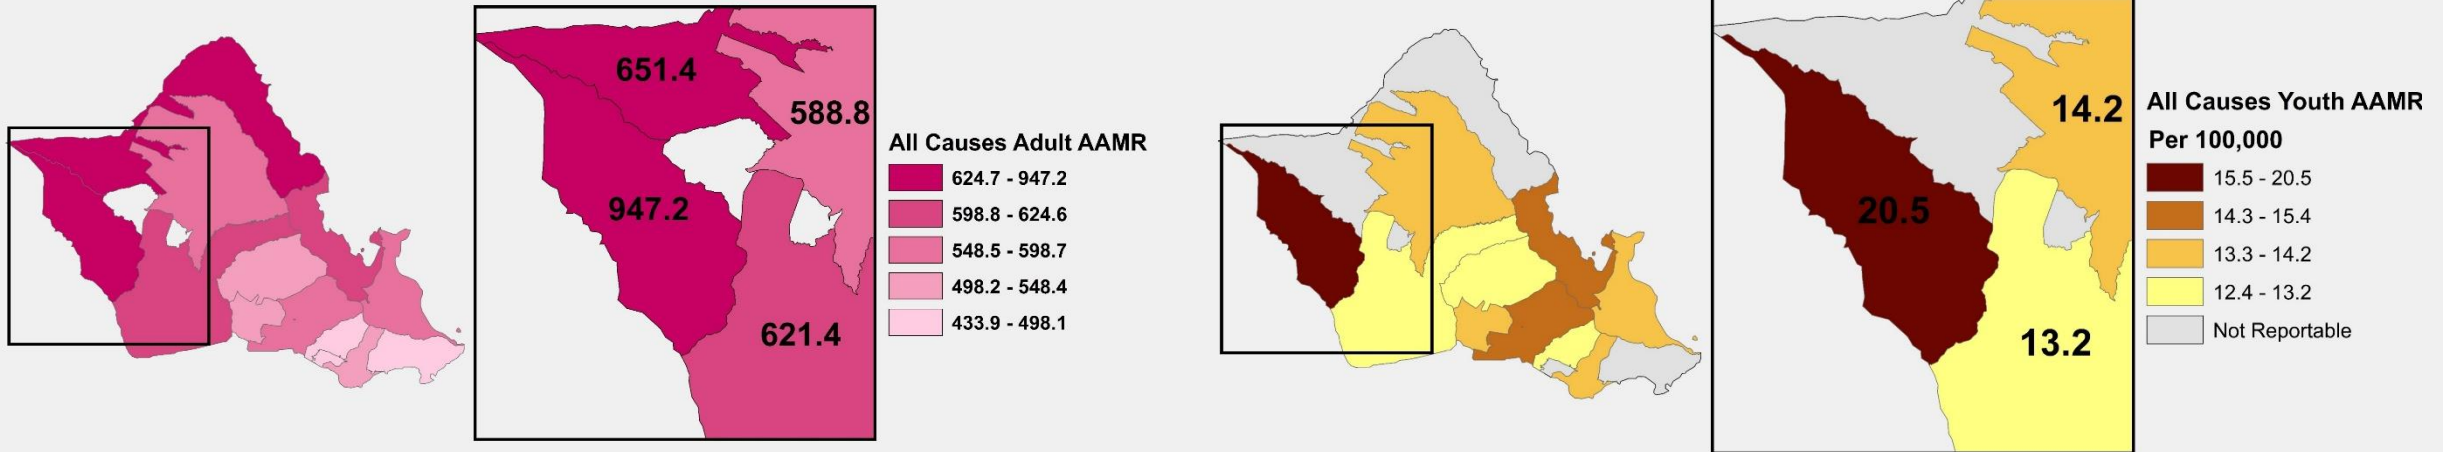 651.4
588.8
947.2
621.4
All Causes Adult AAMR
624.7 - 947.2
598.8 - 624.6
548.5 - 598.7
498.2 - 548.4
433.9 - 498.1
14.2
20.5
13.2
All Causes Youth AAMR
Per 100,000
15.5 - 20.5
14.3 - 15.4
13.3 - 14.2
12.4 - 13.2
Not Reportable